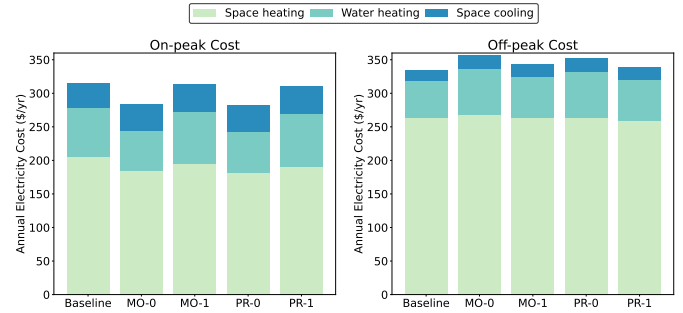 Space heating Water heating Space cooling
On-peak Cost
Annual Electricity Cost ($/yr)
350
300
250
200
150
100
50
0
Baseline MO-0 MO-1 PR-0 PR-1
Off-peak Cost
Annual Electricity Cost ($/yr)
350
300
250
200
150
100
50
0
Baseline MO-0 MO-1 PR-0 PR-1